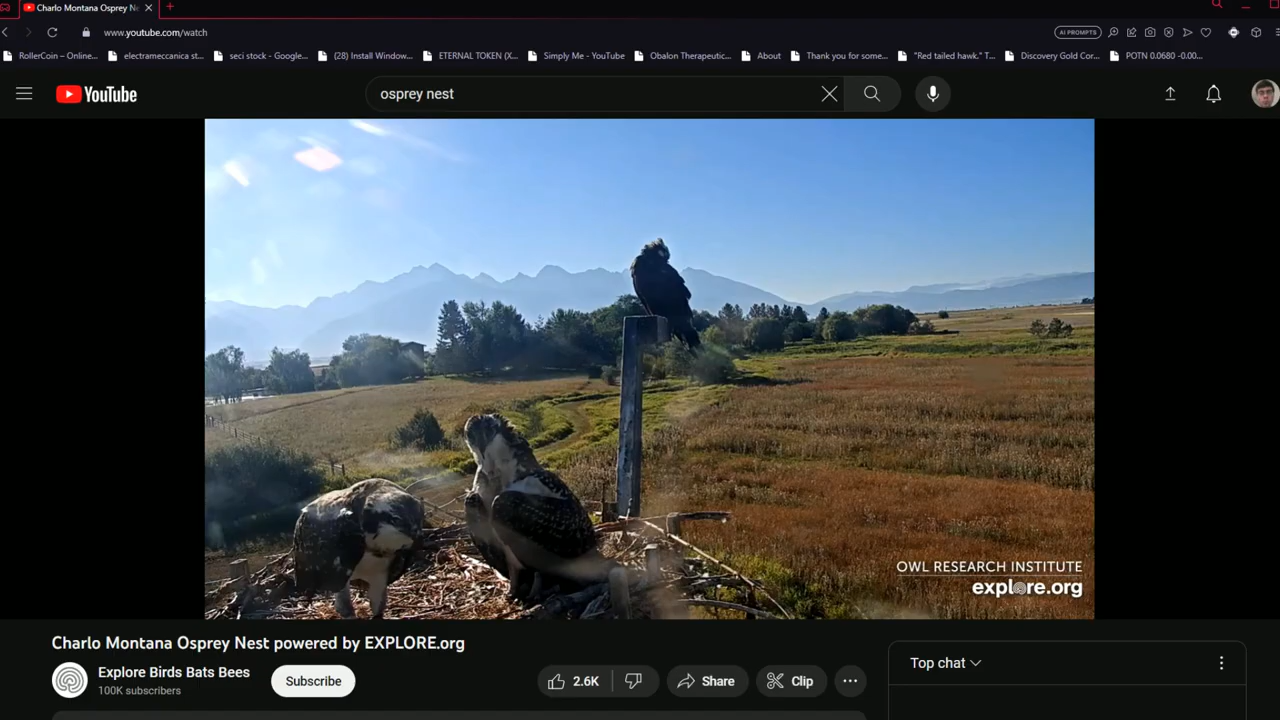 Charlo Montana Osprey Ne
www.youtube.com/watch
AI PROMPTS
RollerCoin – Online...
electrameccanica st...
seci stock - Google...
(28) Install Window...
ETERNAL TOKEN (X...
Simply Me - YouTube
Obalon Therapeutic...
About
Thank you for some...
"Red tailed hawk." T...
Discovery Gold Cor...
POTN 0.0680 -0.00...
YouTube
osprey nest
OWL RESEARCH INSTITUTE
explore.org
Charlo Montana Osprey Nest powered by EXPLORE.org
Explore Birds Bats Bees
100K subscribers
Subscribe
2.6K
Share
Clip
Top chat